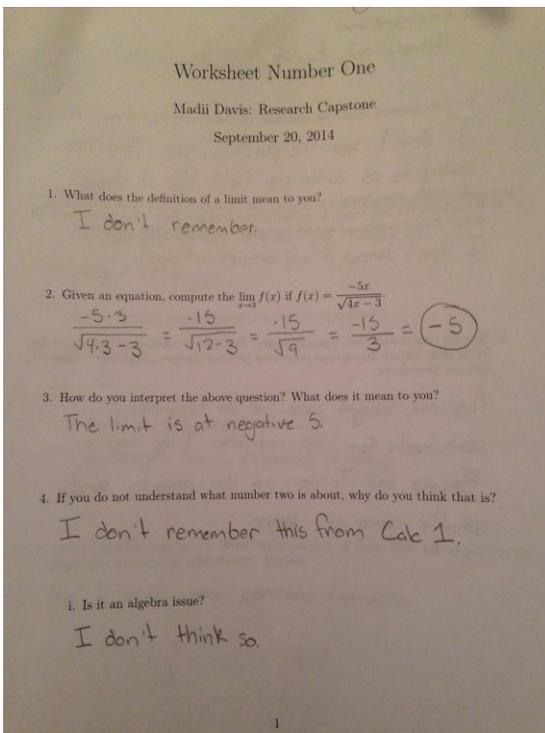 Worksheet Number One
Madii Davis: Research Capstone
September 20, 2014
1. What does the definition of a limit mean to you?
I don't remember.
2. Given an equation, compute the lim x→3 f(x) if f(x) = -5x/√(4x − 3).
-5·3/√(4·3-3) = -15/√(12-3) = -15/√9 = -15/3 = -5
3. How do you interpret the above question? What does it mean to you?
The limit is at negative 5.
4. If you do not understand what number two is about, why do you think that is?
I don't remember this from Calc 1.
i. Is it an algebra issue?
I don't think so.
1